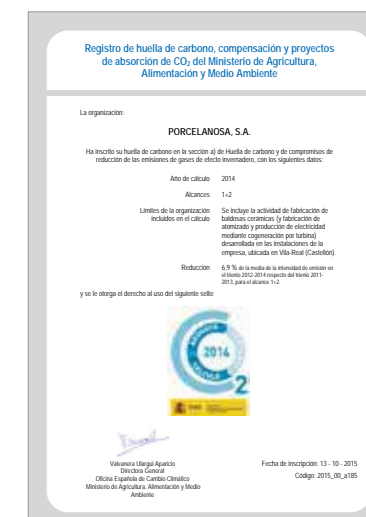 Registro de huella de carbono, compensación y proyectos
de absorción de CO₂ del Ministerio de Agricultura,
Alimentación y Medio Ambiente
La organización:
PORCELANOSA, S.A.
Ha inscrito su huella de carbono en la sección a) de Huella de carbono y de compromisos de
reducción de las emisiones de gases de efecto invernadero, con los siguientes datos:
Año de cálculo 2014
Alcances 1+2
Límites de la organización Se incluye la actividad de fabricación de
incluidos en el cálculo baldosas cerámicas (y fabricación de
atomizado y producción de electricidad
mediante cogeneración por turbina)
desarrollada en las instalaciones de la
empresa, ubicada en Vila-Real (Castellón).
Reducción 6,9 % de la media de la intensidad de emisión en
el trienio 2012-2014 respecto del trienio 2011-
2013, para el alcance 1+2.
y se le otorga el derecho al uso del siguiente sello:
2014
2
Valvanera Ulargui Aparicio
Directora General
Oficina Española de Cambio Climático
Ministerio de Agricultura, Alimentación y Medio
Ambiente
Fecha de inscripción: 13 - 10 - 2015
Código: 2015_00_a185